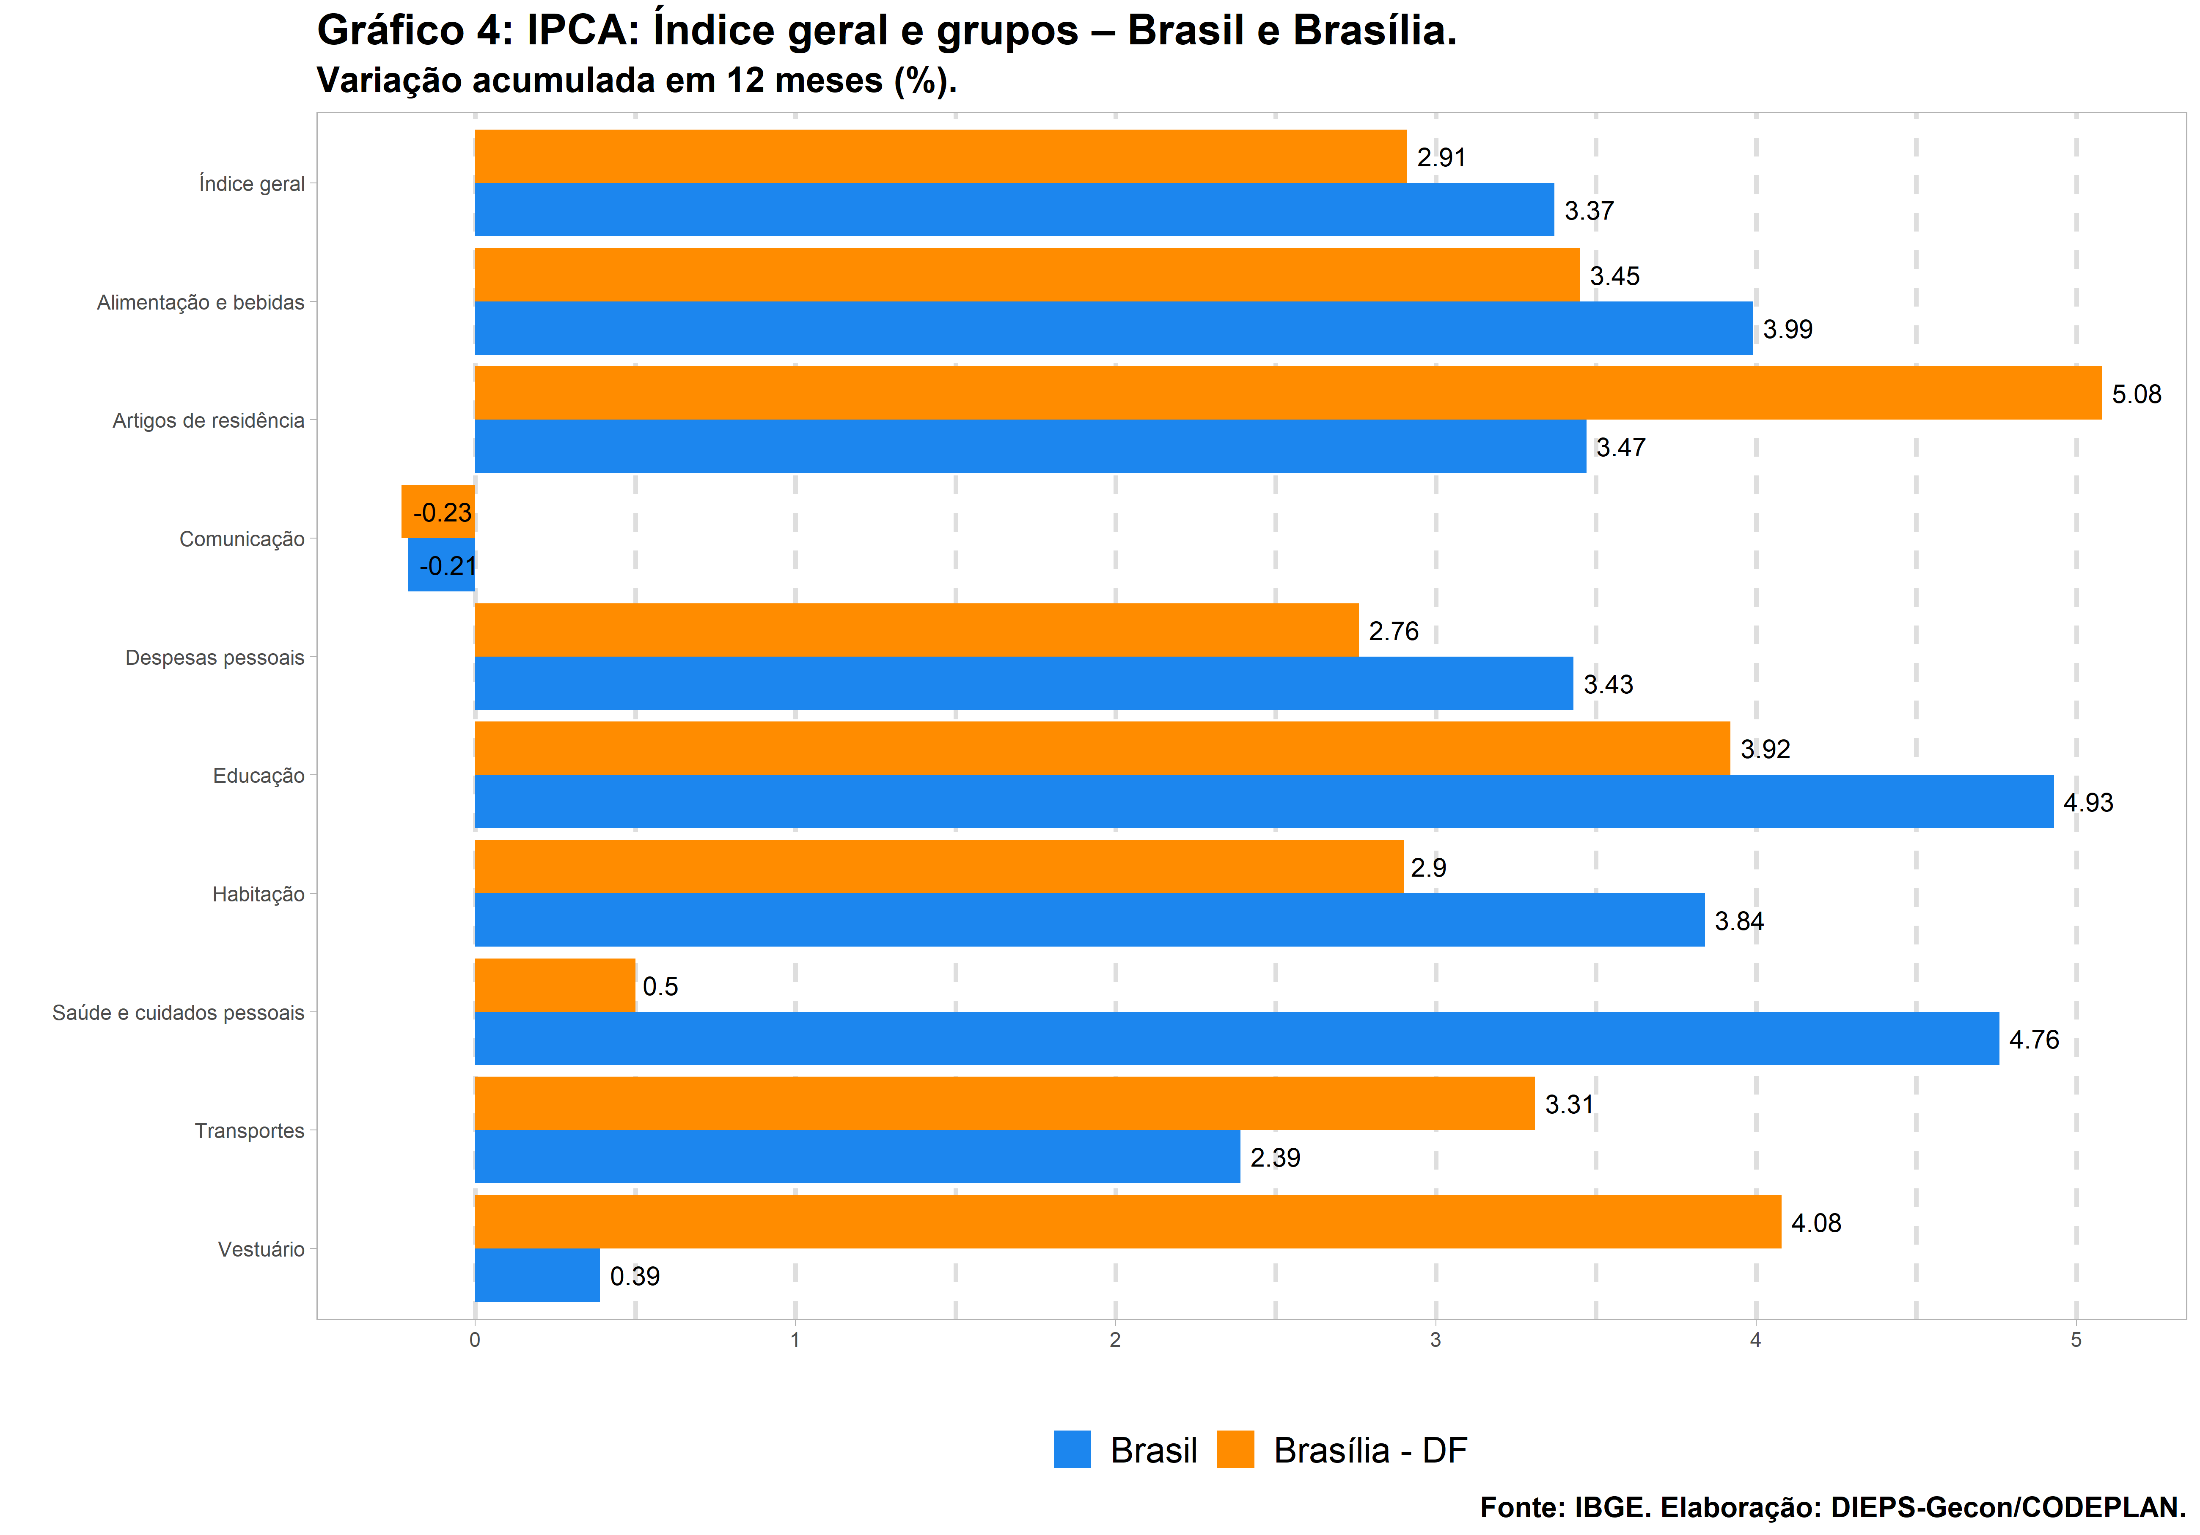 Gráfico 4: IPCA: Índice geral e grupos – Brasil e Brasília.
Variação acumulada em 12 meses (%).
Índice geral
2.91
3.37
Alimentação e bebidas
3.45
3.99
Artigos de residência
5.08
3.47
Comunicação
-0.23
-0.21
Despesas pessoais
2.76
3.43
Educação
3.92
4.93
Habitação
2.9
3.84
Saúde e cuidados pessoais
0.5
4.76
Transportes
3.31
2.39
Vestuário
4.08
0.39
0 1 2 3 4 5
Brasil Brasília - DF
Fonte: IBGE. Elaboração: DIEPS-Gecon/CODEPLAN.